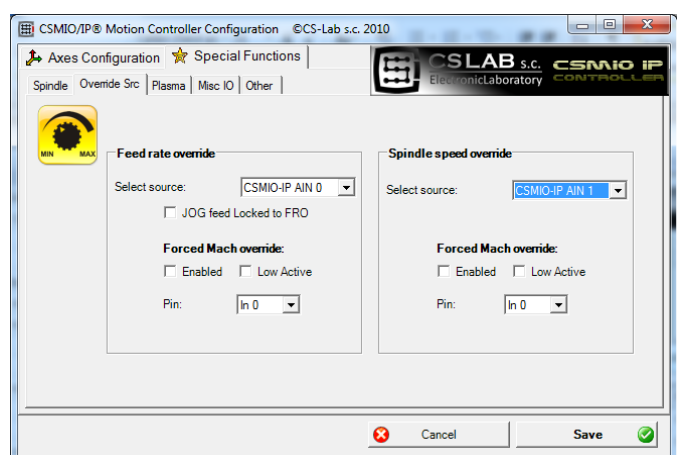 CSMIO/IP® Motion Controller Configuration ©CS-Lab s.c. 2010
Axes Configuration Special Functions
CSLAB s.c.
ElectronicLaboratory
CSMIO IP
CONTROLLER
Spindle Override Src Plasma Misc IO Other
MIN MAX
Feed rate override
Select source: CSMIO-IP AIN 0
JOG feed Locked to FRO
Forced Mach override:
Enabled Low Active
Pin: In 0
Spindle speed override
Select source: CSMIO-IP AIN 1
Forced Mach override:
Enabled Low Active
Pin: In 0
Cancel Save